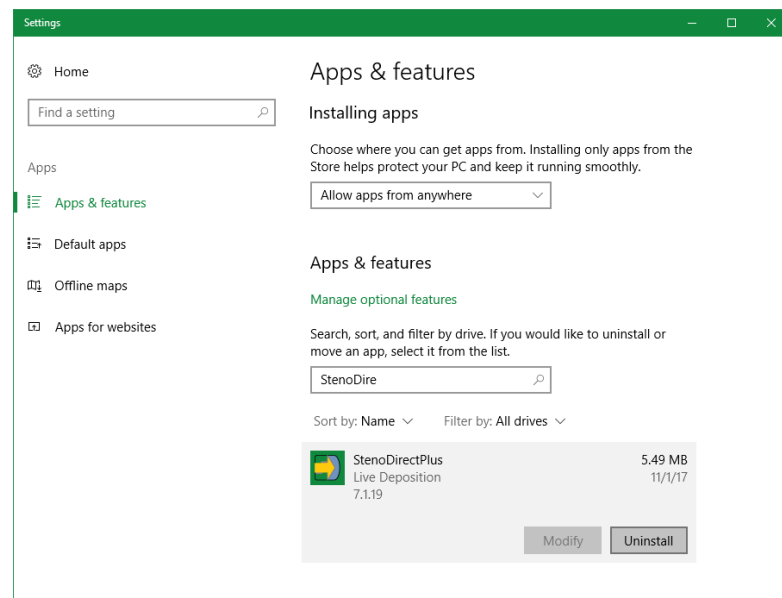 Settings
Home
Find a setting
Apps
Apps & features
Default apps
Offline maps
Apps for websites
Apps & features
Installing apps
Choose where you can get apps from. Installing only apps from the
Store helps protect your PC and keep it running smoothly.
Allow apps from anywhere
Apps & features
Manage optional features
Search, sort, and filter by drive. If you would like to uninstall or
move an app, select it from the list.
StenoDire
Sort by: Name Filter by: All drives
StenoDirectPlus 5.49 MB
Live Deposition 11/1/17
7.1.19
Modify Uninstall